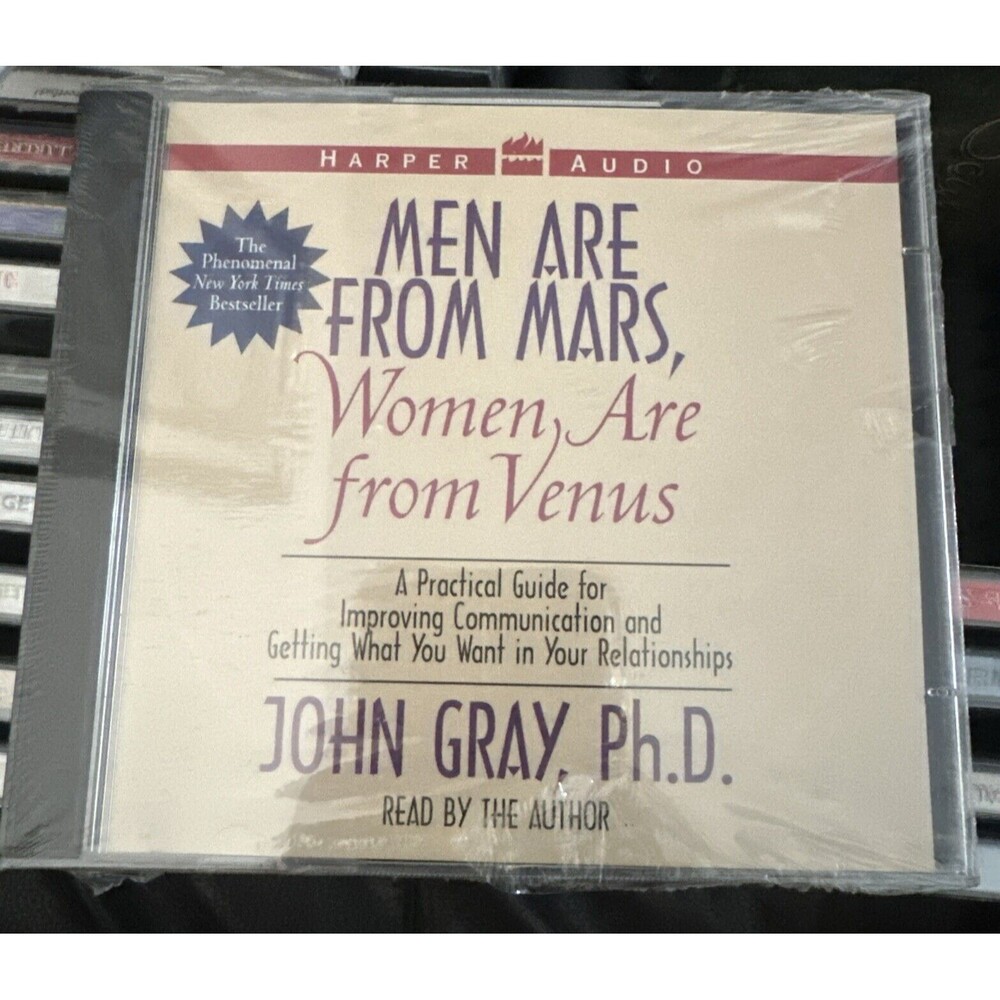 HARPER AUDIO
The
Phenomenal
New York Times
Bestseller
MEN ARE
FROM MARS,
Women Are
from Venus
A Practical Guide for
Improving Communication and
Getting What You Want in Your Relationships
JOHN GRAY, Ph.D.
READ BY THE AUTHOR